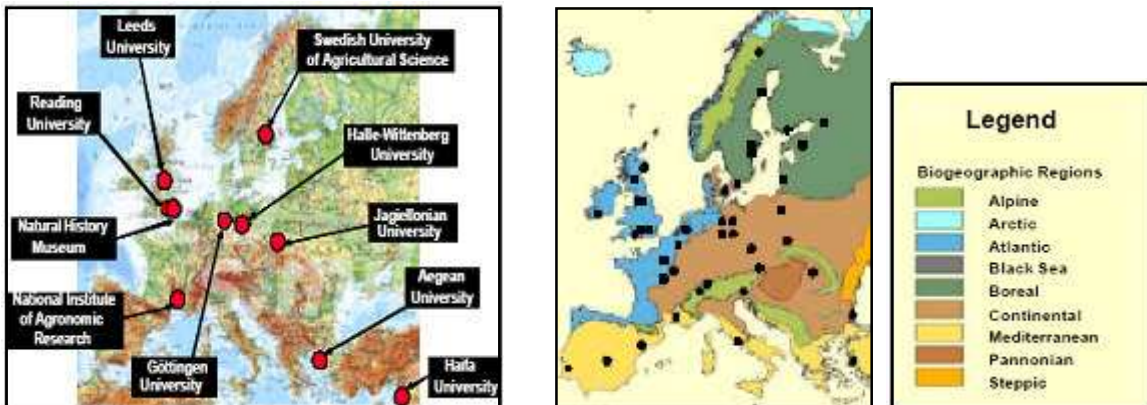 Leeds
University
Swedish University
of Agricultural Science
Reading
University
Halle-Wittenberg
University
Natural History
Museum
Jagiellonian
University
Aegean
University
National Institute
of Agronomic
Research
Göttingen
University
Haifa
University
Legend
Biogeographic Regions
Alpine
Arctic
Atlantic
Black Sea
Boreal
Continental
Mediterranean
Pannonian
Steppic